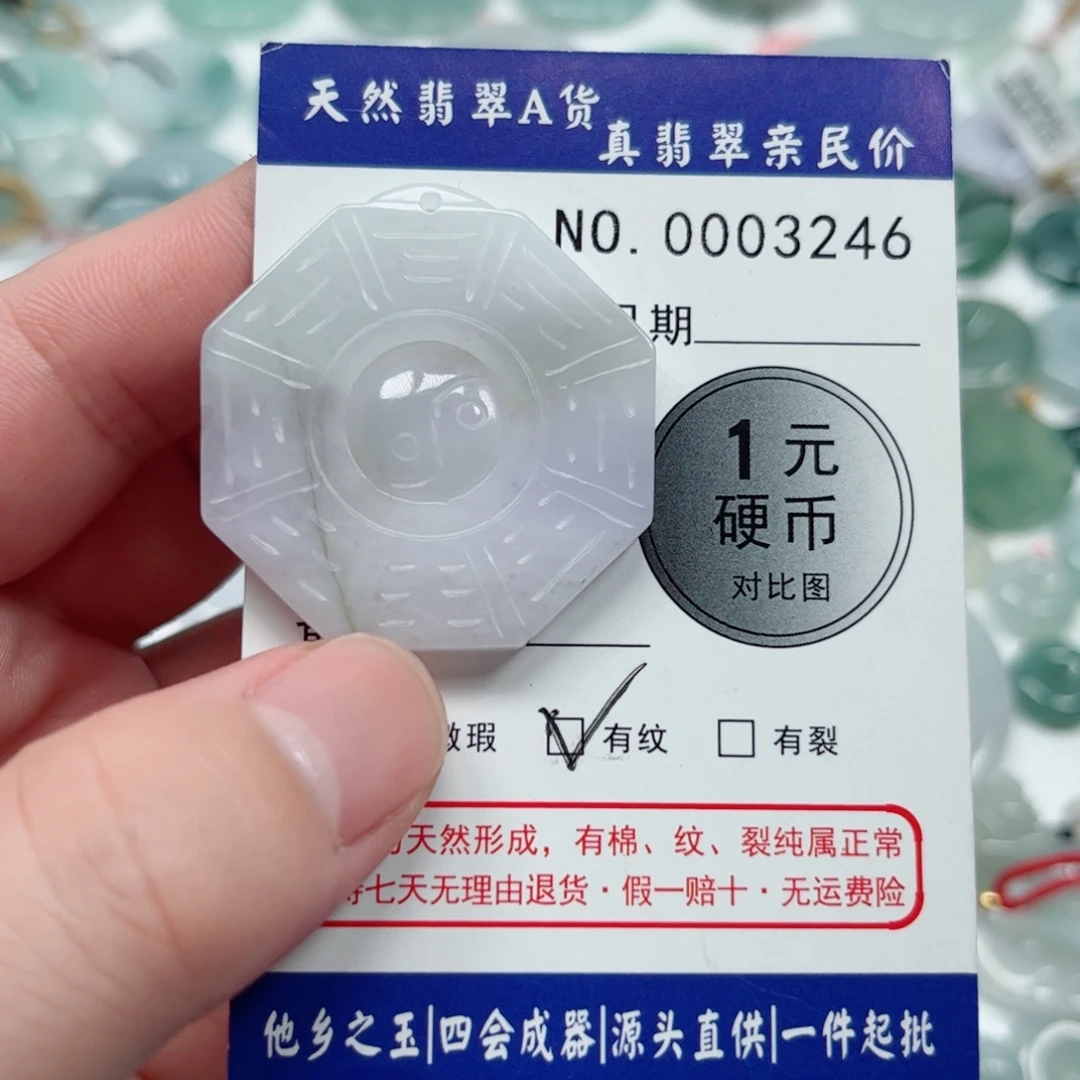 天然翡翠A货
真翡翠亲民价
NO. 0003246
期
1元
硬币
对比图
瑕 有纹 有裂
天然形成，有棉、纹、裂纯属正常
七天无理由退货·假一赔十·无运费险
他乡之玉|四会成器|源头直供|一件起批